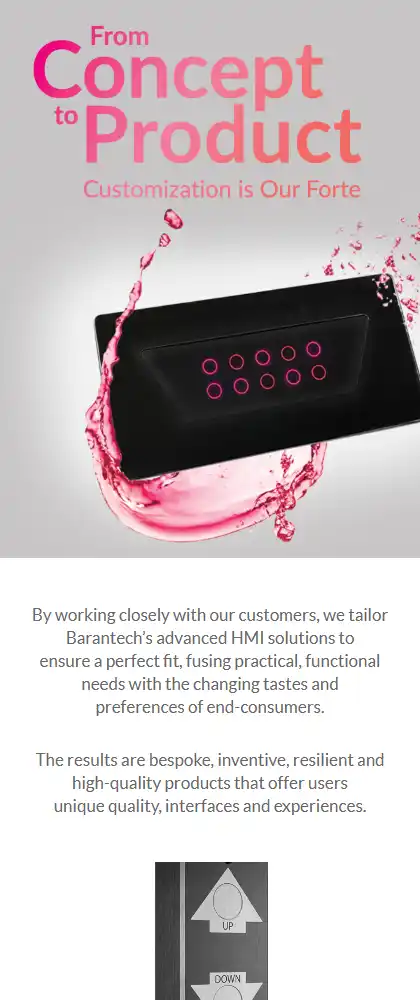 From
Concept
to Product
Customization is Our Forte
By working closely with our customers, we tailor
Barantech’s advanced HMI solutions to
ensure a perfect fit, fusing practical, functional
needs with the changing tastes and
preferences of end-consumers.
The results are bespoke, inventive, resilient and
high-quality products that offer users
unique quality, interfaces and experiences.
UP
DOWN